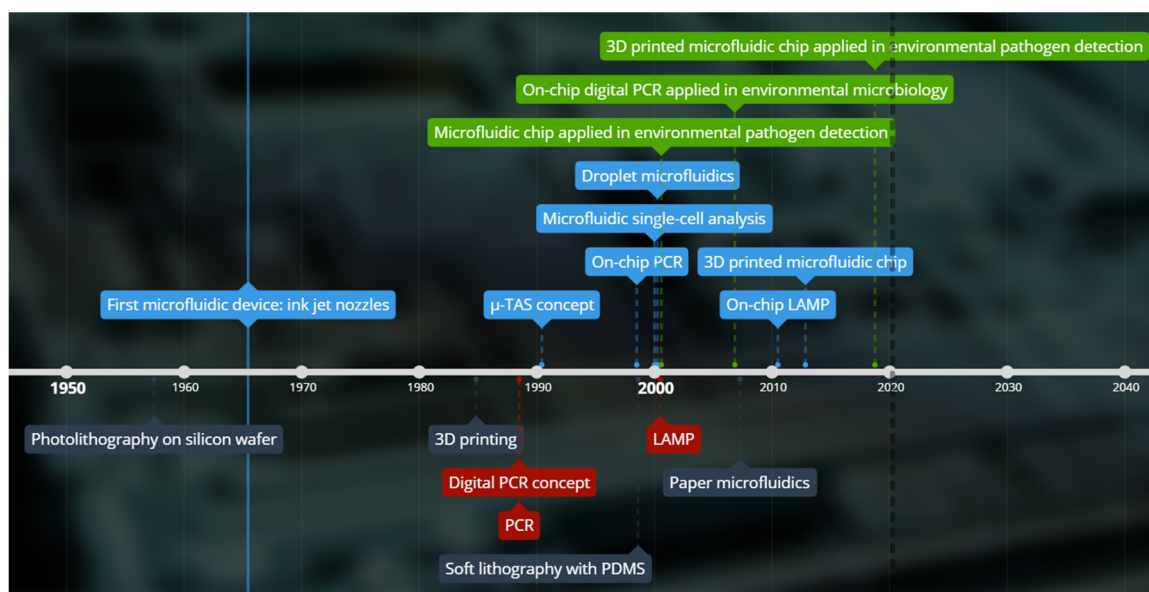 3D printed microfluidic chip applied in environmental pathogen detection
On-chip digital PCR applied in environmental microbiology
Microfluidic chip applied in environmental pathogen detection
Droplet microfluidics
Microfluidic single-cell analysis
On-chip PCR
3D printed microfluidic chip
First microfluidic device: ink jet nozzles
μ-TAS concept
On-chip LAMP
1950
1960
1970
1980
1990
2000
2010
2020
2030
2040
Photolithography on silicon wafer
3D printing
LAMP
Digital PCR concept
Paper microfluidics
PCR
Soft lithography with PDMS